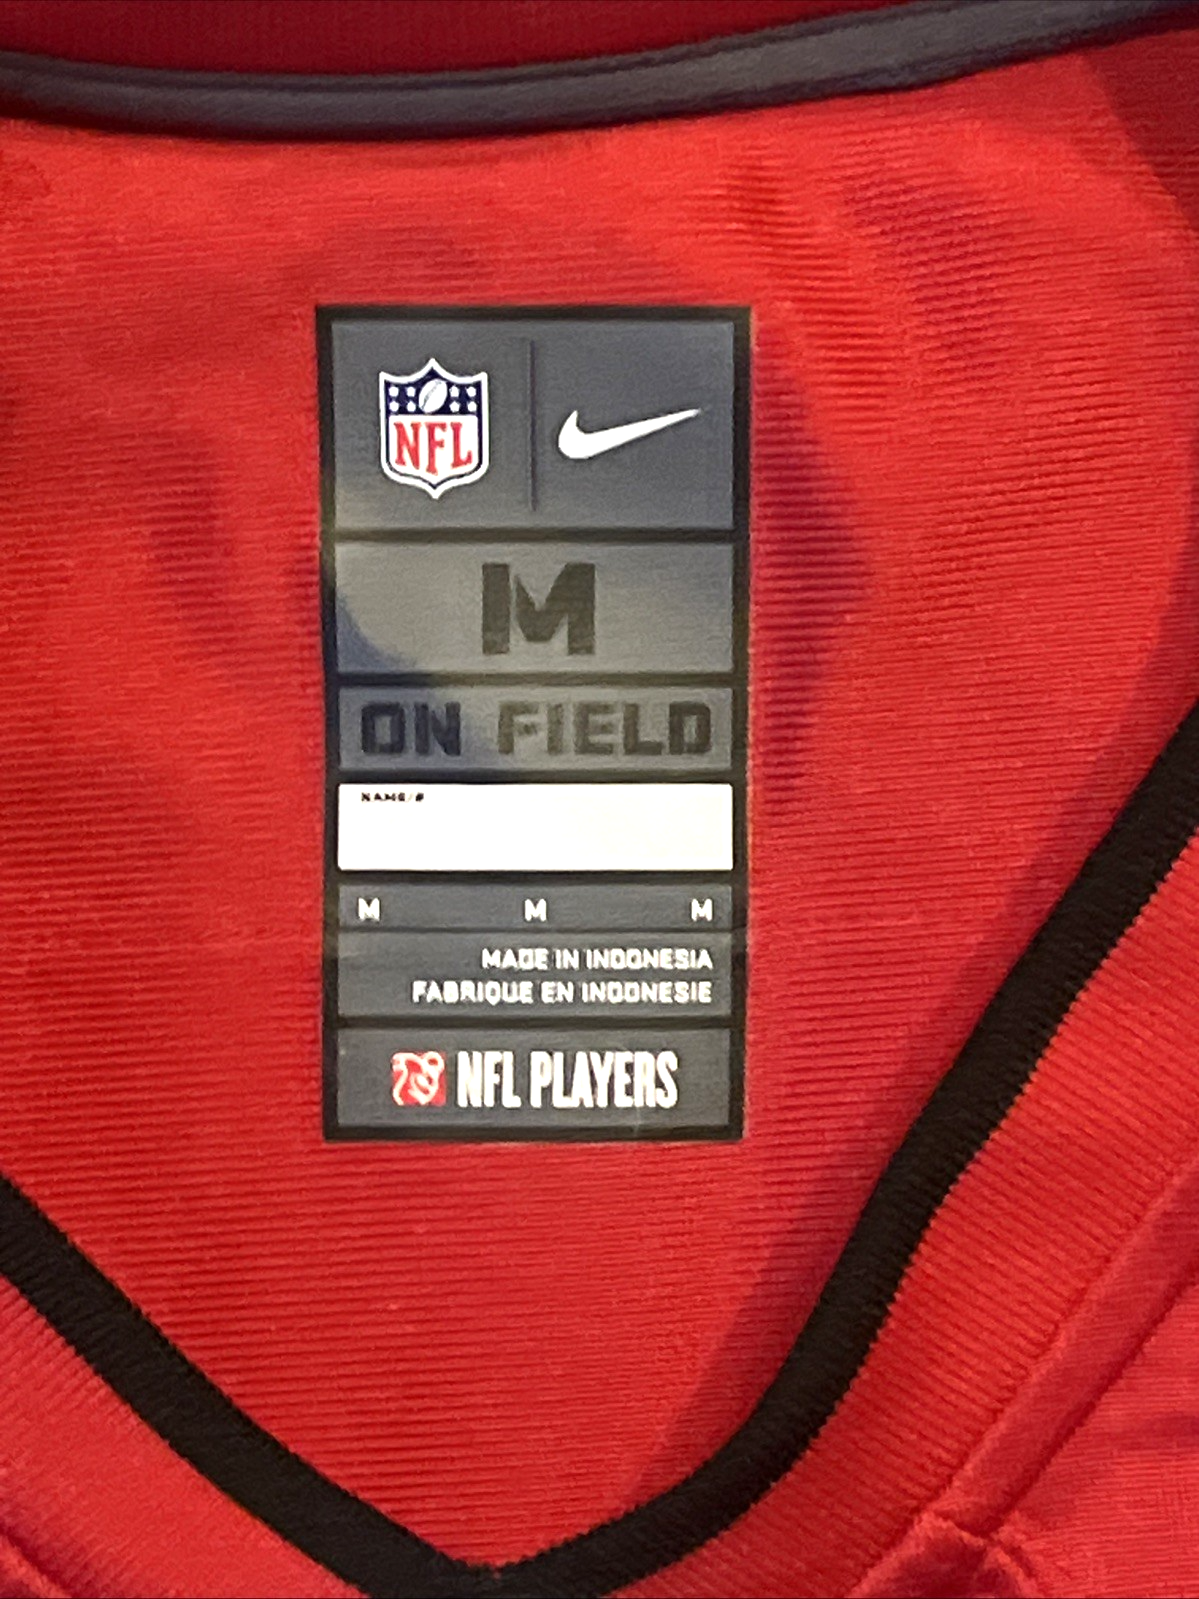 NFL
M
ON FIELD
NAME/#
M M M
MADE IN INDONESIA
FABRIQUE EN INDONESIE
NFL PLAYERS